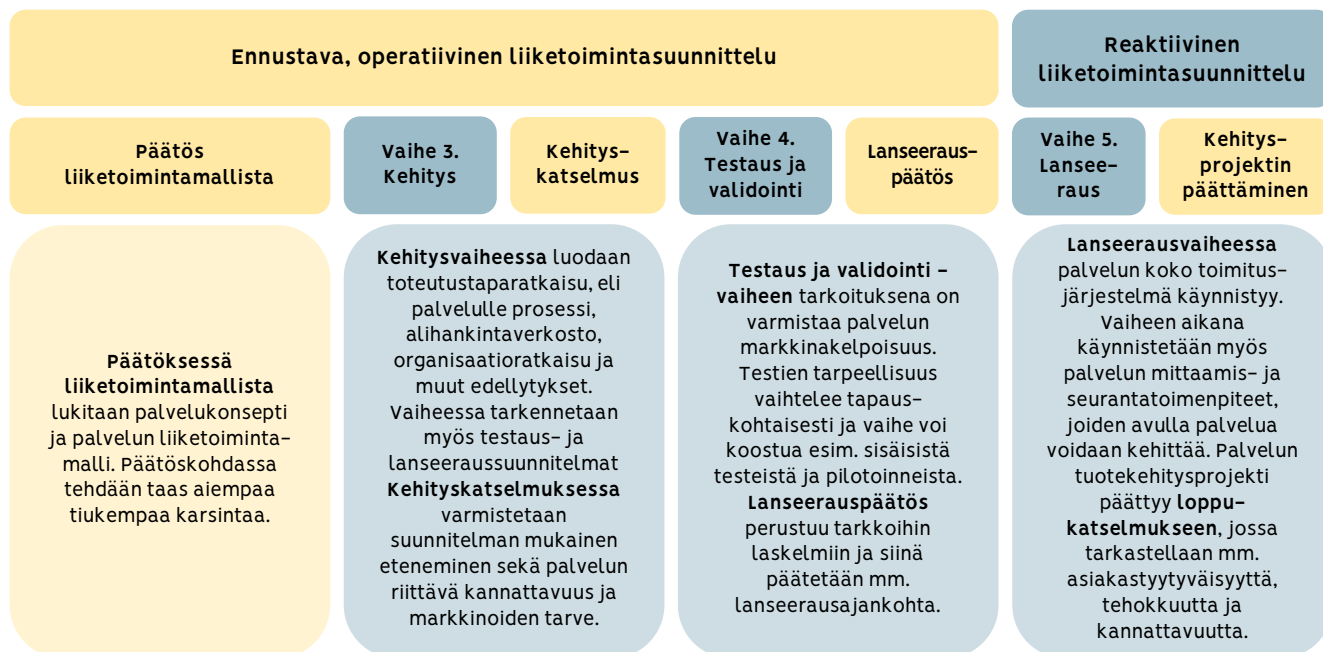 Ennustava, operatiivinen liiketoimintasuunnittelu
Reaktiivinen
liiketoimintasuunnittelu
Päätös
liiketoimintamallista
Vaihe 3.
Kehitys
Kehitys-
katselmus
Vaihe 4.
Testaus ja
validointi
Lanseeraus-
päätös
Vaihe 5.
Lansee-
raus
Kehitys-
projektin
päättäminen
Päätöksessä
liiketoimintamallista
lukitaan palvelukonsepti
ja palvelun liiketoiminta-
malli. Päätöskohdassa
tehdään taas aiempaa
tiukempaa karsintaa.
Kehitysvaiheessa luodaan
toteutustaparatkaisu, eli
palvelulle prosessi,
alihankintaverkosto,
organisaatioratkaisu ja
muut edellytykset.
Vaiheessa tarkennetaan
myös testaus- ja
lanseeraussuunnitelmat
Kehityskatselmuksessa
varmistetaan
suunnitelman mukainen
eteneminen sekä palvelun
riittävä kannattavuus ja
markkinoiden tarve.
Testaus ja validointi -
vaiheen tarkoituksena on
varmistaa palvelun
markkinakelpoisuus.
Testien tarpeellisuus
vaihtelee tapaus-
kohtaisesti ja vaihe voi
koostua esim. sisäisistä
testeistä ja pilotoinneista.
Lanseerauspäätös
perustuu tarkkoihin
laskelmiin ja siinä
päätetään mm.
lanseerausajankohta.
Lanseerausvaiheessa
palvelun koko toimitus-
järjestelmä käynnistyy.
Vaiheen aikana
käynnistetään myös
palvelun mittaamis- ja
seurantatoimenpiteet,
joiden avulla palvelua
voidaan kehittää. Palvelun
tuotekehitysprojekti
päättyy loppu-
katselmukseen, jossa
tarkastellaan mm.
asiakastyytyväisyyttä,
tehokkuutta ja
kannattavuutta.